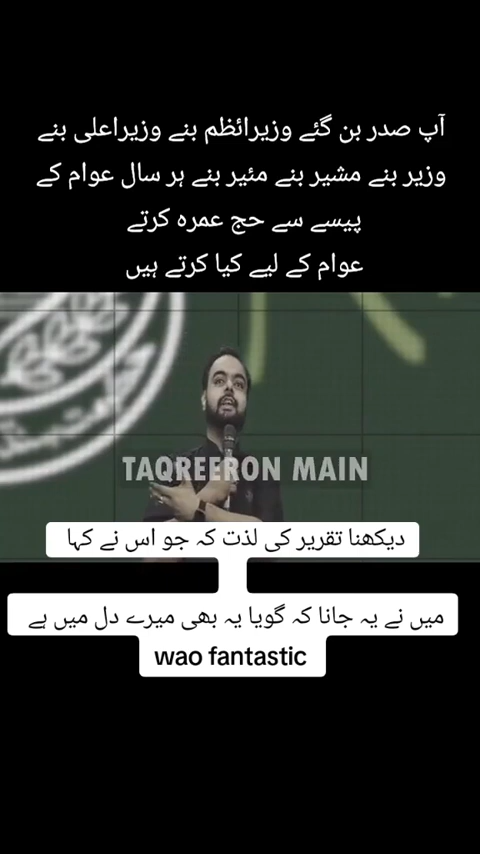 آپ صدر بن گئے وزیرائظم بنے وزیراعلی بنے
وزیر بنے مشیر بنے مئیر بنے ہر سال عوام کے
پیسے سے حج عمرہ کرتے
عوام کے لیے کیا کرتے ہیں
TAQREERON MAIN
دیکھنا تقریر کی لذت کہ جو اس نے کہا
میں نے یہ جانا کہ گویا یہ بھی میرے دل میں ہے
wao fantastic